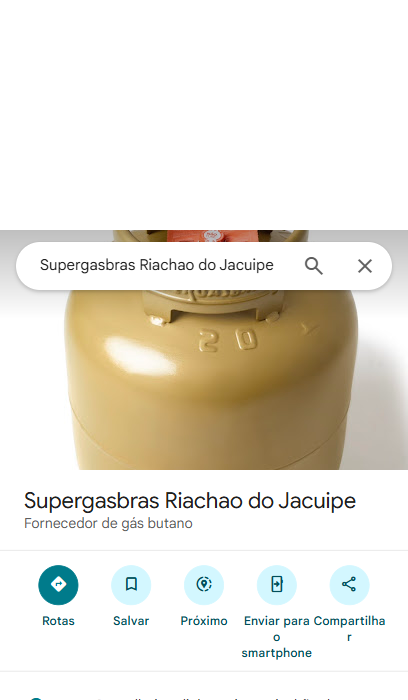 Supergasbras Riachao do Jacuipe
20
Supergasbras Riachao do Jacuipe
Fornecedor de gás butano
Rotas
Salvar
Próximo
Enviar para
o
smartphone
Compartilha
r